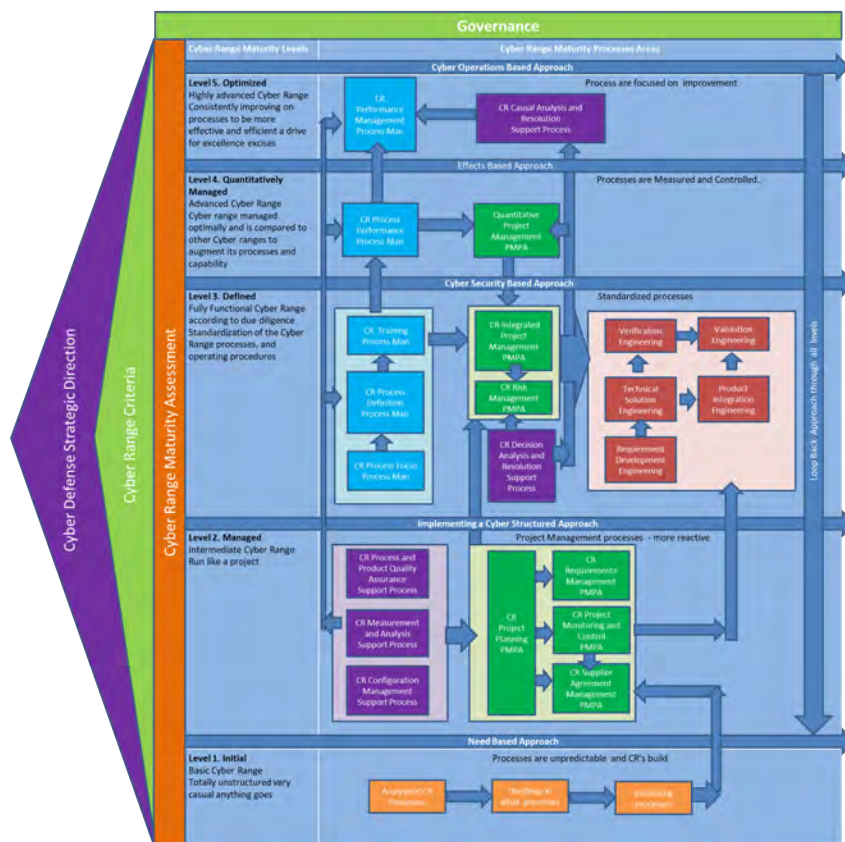 Governance
Cyber Defense Strategic Direction
Cyber Range Criteria
Cyber Range Maturity Assessment
Cyber Range Maturity Levels
Cyber Range Maturity Processes Areas
Cyber Operations Based Approach
Level 5. Optimized
Highly advanced Cyber Range
Consistently improving on
processes to be more
effective and efficient a drive
for excellence excises
Process are focused on improvement
CR
Performance
Management
Process Man
CR Causal Analysis and
Resolution
Support Process
Effects Based Approach
Level 4. Quantitatively
Managed
Advanced Cyber Range
Cyber range managed
optimally and is compared to
other Cyber ranges to
augment its processes and
capability
Processes are Measured and Controlled.
CR Process
Performance
Process Man
Quantitative
Project
Management
PMPA
Cyber Security Based Approach
Level 3. Defined
Fully Functional Cyber Range
according to due diligence
Standardization of the Cyber
Range processes, and
operating procedures
Standardized processes
CR Training
Process Man
CR Process
Definition
Process Man
CR Process Focus
Process Man
CR Integrated
Project
Management
PMPA
CR Risk
Management
PMPA
CR Decision
Analysis and
Resolution
Support
Process
Verification
Engineering
Validation
Engineering
Technical
Solution
Engineering
Product
Integration
Engineering
Requirement
Development
Engineering
Loop Back Approach through all levels
Implementing a Cyber Structured Approach
Level 2. Managed
Intermediate Cyber Range
Run like a project
Project Management processes - more reactive
CR Process and
Product Quality
Assurance
Support Process
CR Measurement
and Analysis
Support Process
CR Configuration
Management
Support Process
CR
Project
Planning
PMPA
CR
Requirements
Management
PMPA
CR Project
Monitoring and
Control
PMPA
CR Supplier
Agreement
Management
PMPA
Need Based Approach
Level 1. Initial
Basic Cyber Range
Totally unstructured very
casual anything goes
Processes are unpredictable and CR's build
Processes
processes
processes